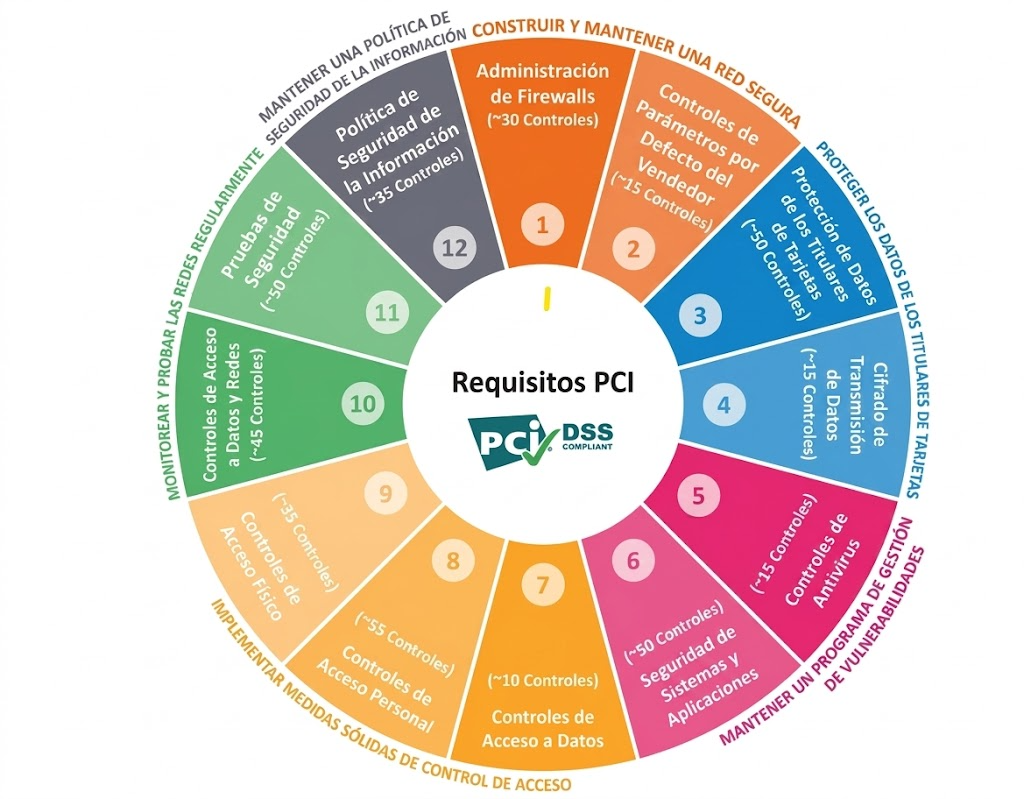 MANTENER UNA POLÍTICA DE
SEGURIDAD DE LA INFORMACIÓN
CONSTRUIR Y MANTENER UNA RED SEGURA
PROTEGER LOS DATOS DE LOS TITULARES DE TARJETAS
MANTENER UN PROGRAMA DE GESTIÓN
DE VULNERABILIDADES
IMPLEMENTAR MEDIDAS SÓLIDAS DE CONTROL DE ACCESO
MONITOREAR Y PROBAR LAS REDES REGULARMENTE
Administración
de Firewalls
(~30 Controles)
1
Controles de
Parámetros por
Defecto del
Vendedor
(~15 Controles)
2
Protección de Datos
de los Titulares
de Tarjetas
(~50 Controles)
3
Cifrado de
Transmisión
de Datos
(~15 Controles)
4
5
(~15 Controles)
Controles de
Antivirus
6
(~50 Controles)
Seguridad de
Sistemas y
Aplicaciones
7
(~10 Controles)
Controles de
Acceso a Datos
8
(~55 Controles)
Controles de
Acceso Personal
9
(~35 Controles)
Controles de
Acceso Físico
Controles de Acceso
a Datos y Redes
(~45 Controles)
10
Pruebas de
Seguridad
(~50 Controles)
11
Política de
Seguridad de
la Información
(~35 Controles)
12
Requisitos PCI
PCi DSS
COMPLIANT